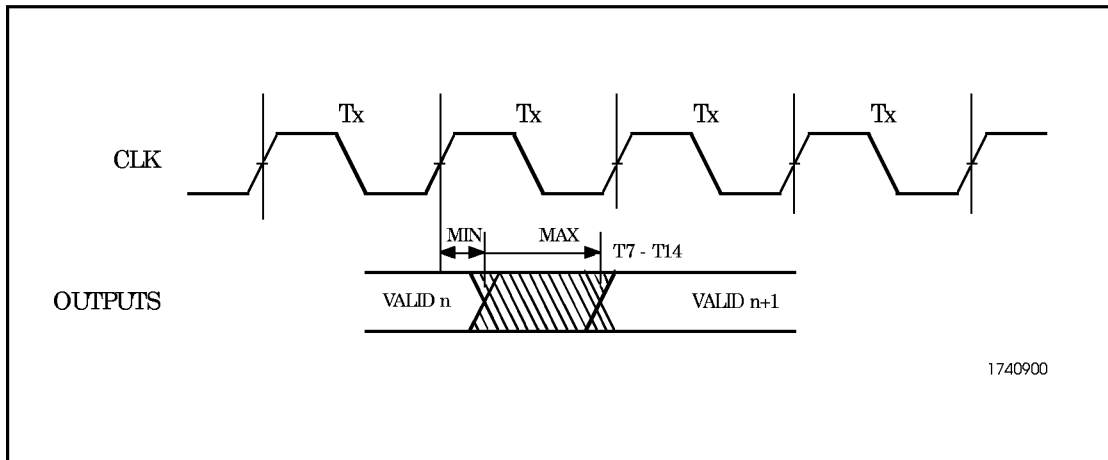 Tx Tx Tx Tx
CLK
MIN MAX T7 - T14
OUTPUTS VALID n VALID n+1
1740900